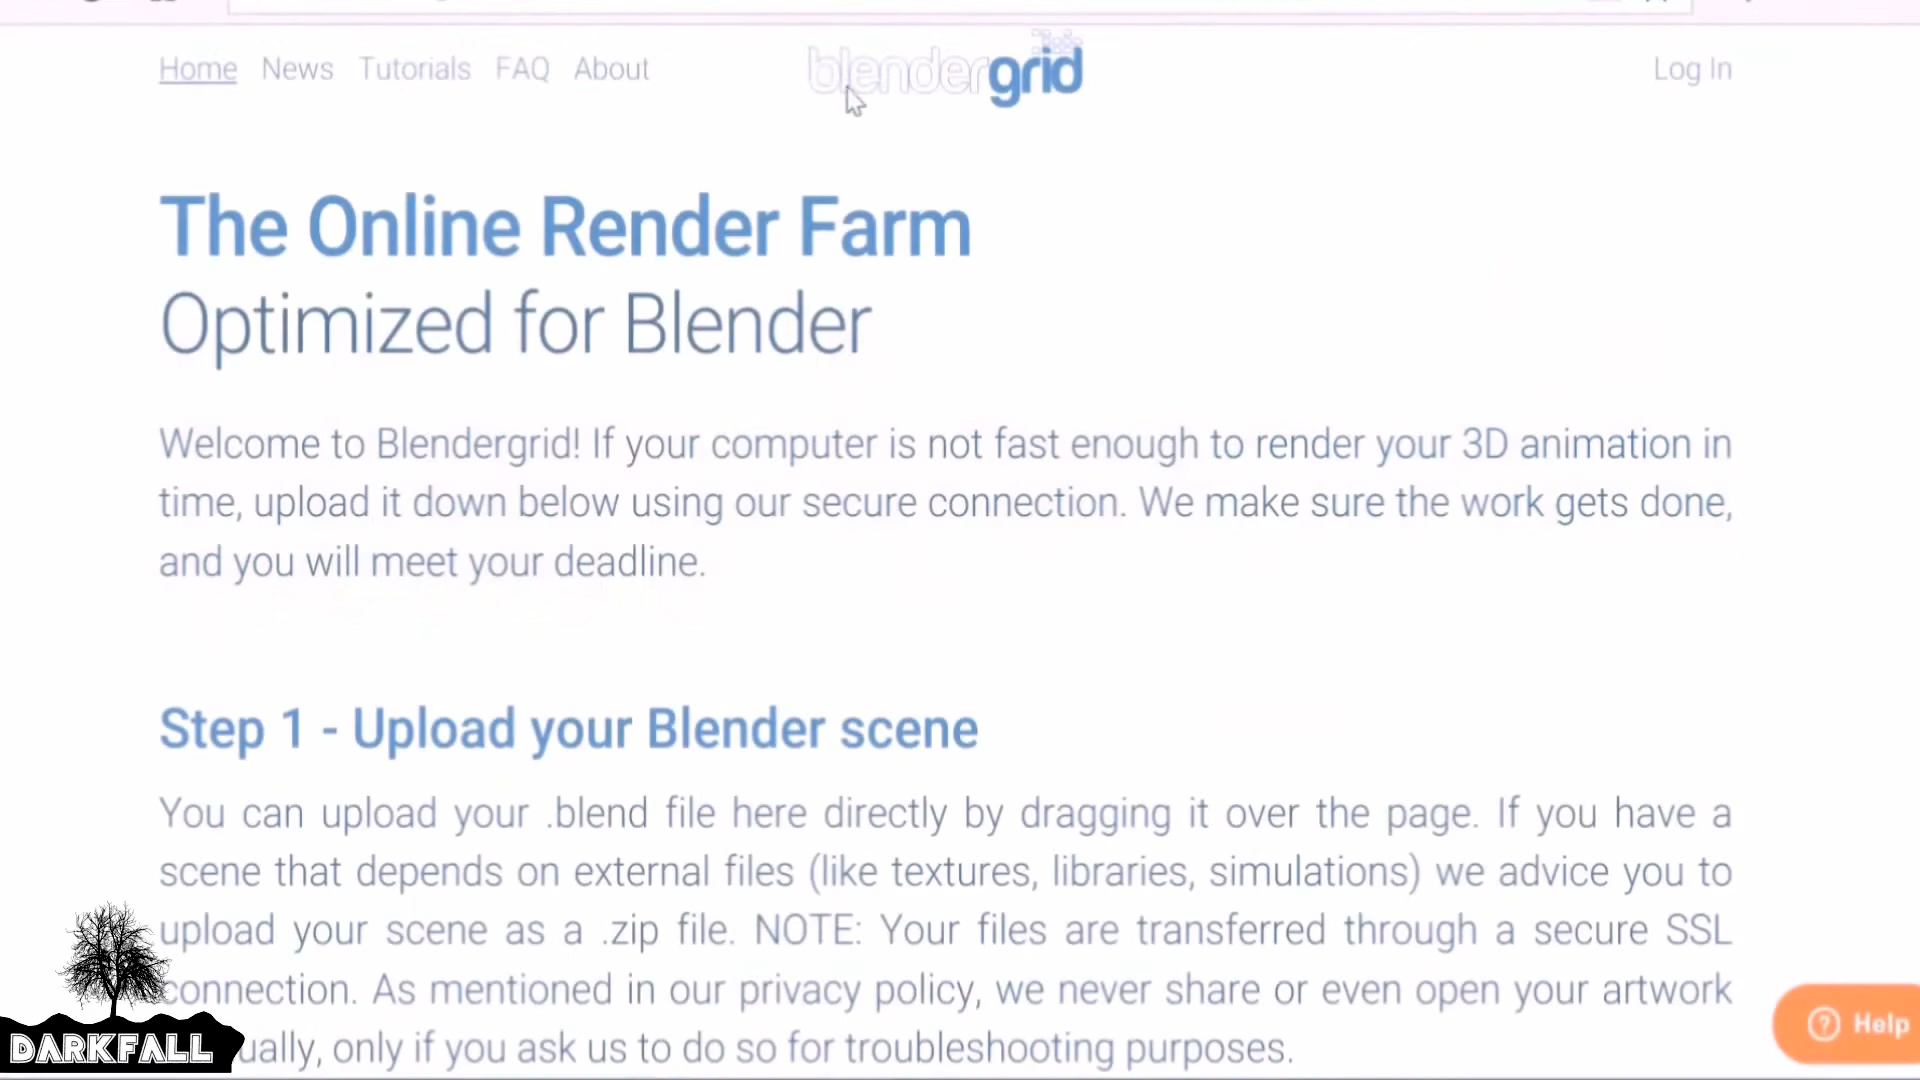 Home News Tutorials FAQ About
blendergrid
Log In
The Online Render Farm
Optimized for Blender
Welcome to Blendergrid! If your computer is not fast enough to render your 3D animation in
time, upload it down below using our secure connection. We make sure the work gets done,
and you will meet your deadline.
Step 1 - Upload your Blender scene
You can upload your .blend file here directly by dragging it over the page. If you have a
scene that depends on external files (like textures, libraries, simulations) we advice you to
upload your scene as a .zip file. NOTE: Your files are transferred through a secure SSL
connection. As mentioned in our privacy policy, we never share or even open your artwork
ually, only if you ask us to do so for troubleshooting purposes.
Help
DARKFALL